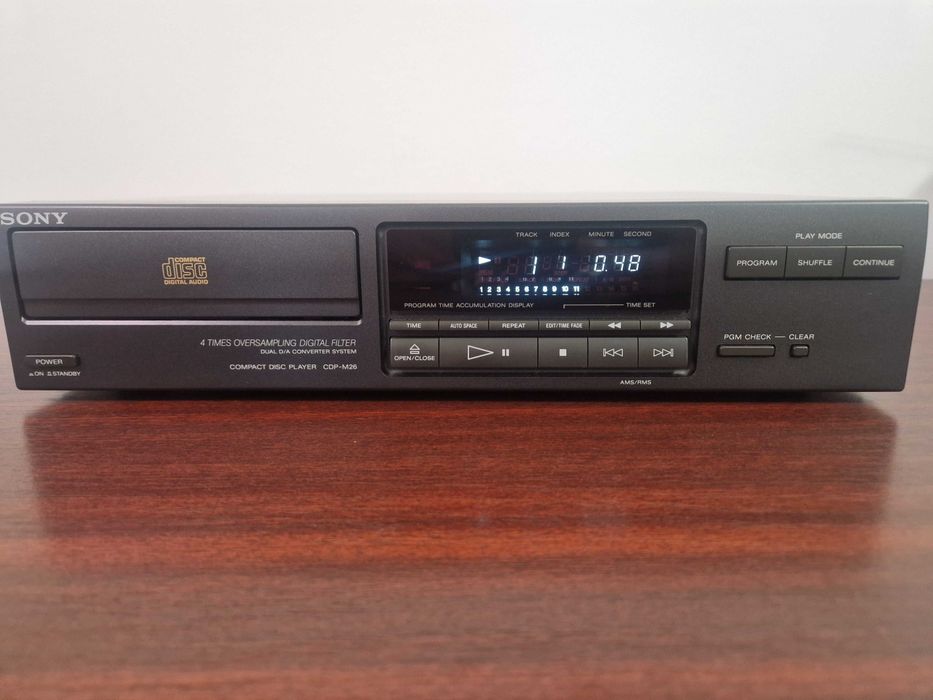 SONY
COMPACT
disc
DIGITAL AUDIO
4 TIMES OVERSAMPLING DIGITAL FILTER
DUAL D/A CONVERTER SYSTEM
COMPACT DISC PLAYER CDP-M26
POWER
ON STANDBY
TRACK INDEX MINUTE SECOND
1 1 0.48
1 2 3 4 5 6 7 8 9 10 11
PROGRAM TIME ACCUMULATION DISPLAY TIME SET
TIME AUTO SPACE REPEAT EDIT/TIME FADE
OPEN/CLOSE
AMS/RMS
PLAY MODE
PROGRAM SHUFFLE CONTINUE
PGM CHECK — CLEAR